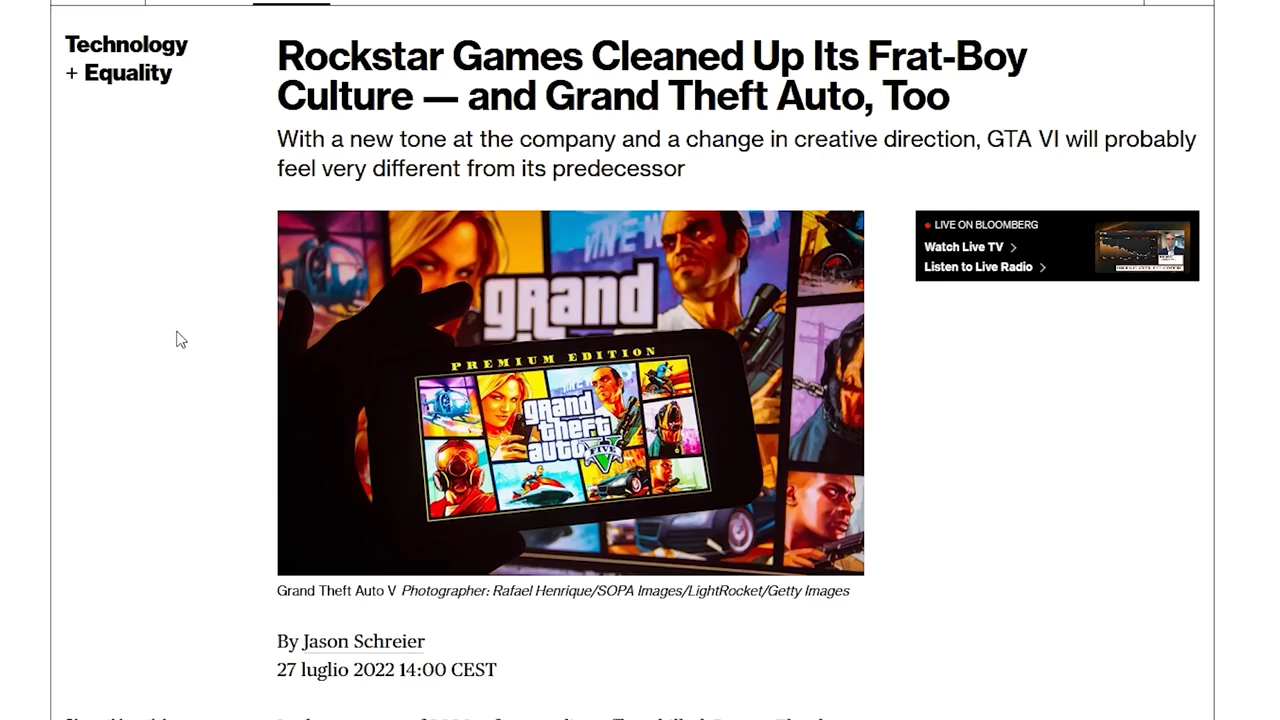 Technology
+ Equality
Rockstar Games Cleaned Up Its Frat-Boy
Culture — and Grand Theft Auto, Too
With a new tone at the company and a change in creative direction, GTA VI will probably
feel very different from its predecessor
LIVE ON BLOOMBERG
Watch Live TV
Listen to Live Radio
grand
PREMIUM EDITION
grand
theft
auto
FIVE
Grand Theft Auto V Photographer: Rafael Henrique/SOPA Images/LightRocket/Getty Images
By Jason Schreier
27 luglio 2022 14:00 CEST